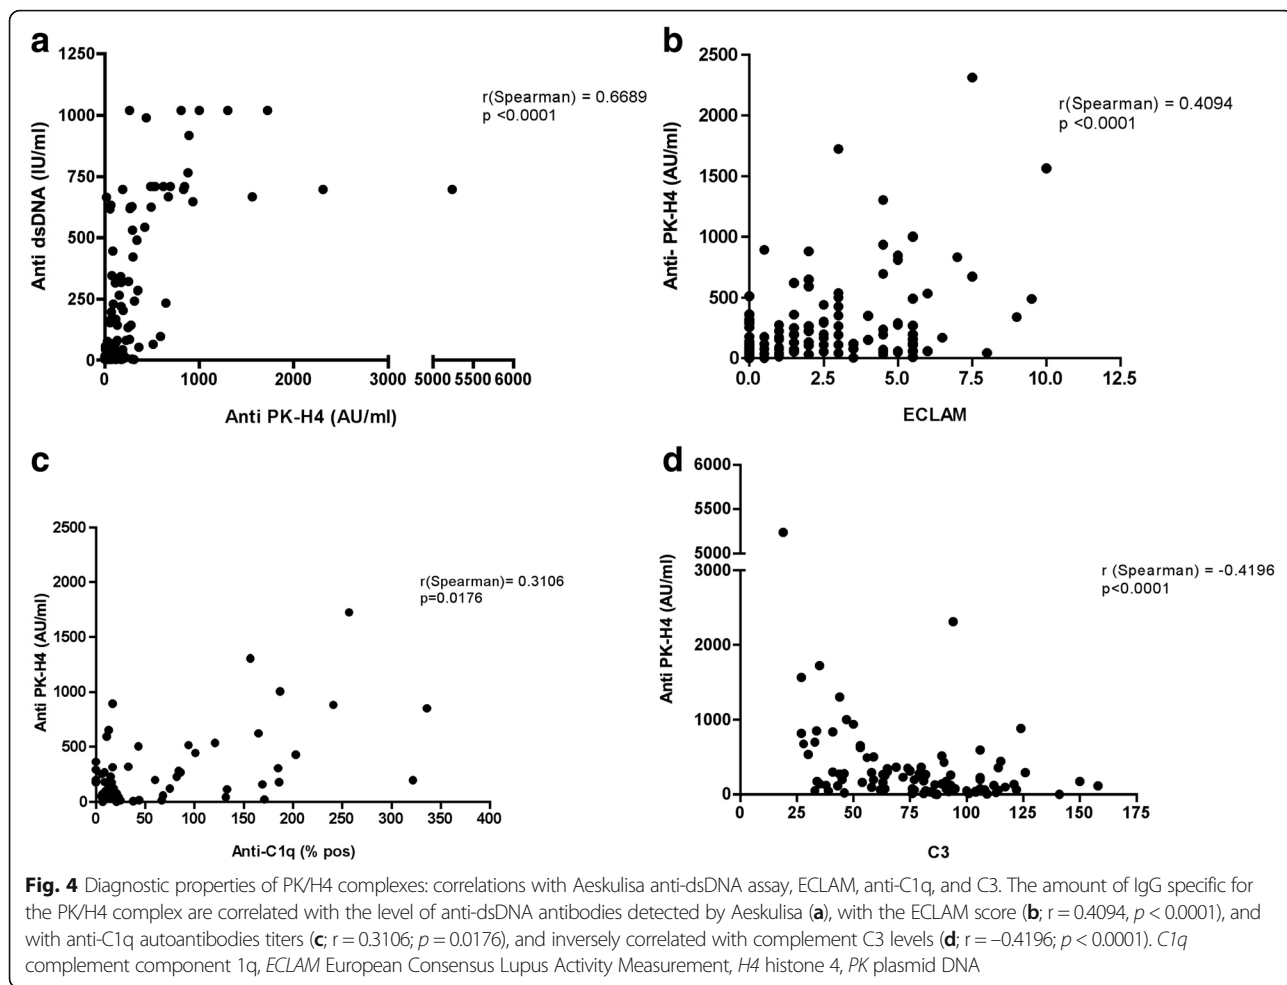 a
1250
1000
750
500
250
0
Anti dsDNA (IU/ml)
r(Spearman) = 0.6689
p <0.0001
0 1000 2000 3000 5000 5500 6000
Anti PK-H4 (AU/ml)
b
2500
2000
1500
1000
500
0
Anti- PK-H4 (AU/ml)
r(Spearman) = 0.4094
p <0.0001
0.0 2.5 5.0 7.5 10.0 12.5
ECLAM
c
2500
2000
1500
1000
500
0
Anti PK-H4 (AU/ml)
r(Spearman)= 0.3106
p=0.0176
0 50 100 150 200 250 300 350 400
Anti-C1q (% pos)
d
6000
5500
5000
3000
2000
1000
0
Anti PK-H4 (AU/ml)
r (Spearman) = -0.4196
p<0.0001
0 25 50 75 100 125 150 175
C3
Fig. 4 Diagnostic properties of PK/H4 complexes: correlations with Aeskulisa anti-dsDNA assay, ECLAM, anti-C1q, and C3. The amount of IgG specific for
the PK/H4 complex are correlated with the level of anti-dsDNA antibodies detected by Aeskulisa (a), with the ECLAM score (b; r = 0.4094, p < 0.0001), and
with anti-C1q autoantibodies titers (c; r = 0.3106; p = 0.0176), and inversely correlated with complement C3 levels (d; r = −0.4196; p < 0.0001). C1q
complement component 1q, ECLAM European Consensus Lupus Activity Measurement, H4 histone 4, PK plasmid DNA